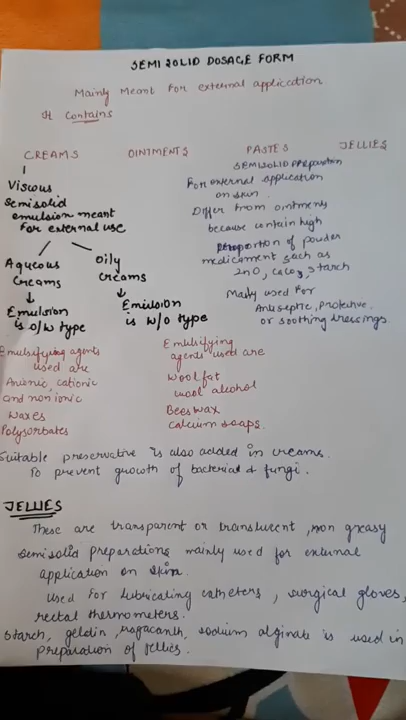 SEMI SOLID DOSAGE FORM
Mainly Meant For external application
It Contains
CREAMS OINTMENTS PASTES JELLIES
Viscous
Semisolid
emulsion meant
For external use
Aqueous
Creams
Emulsion
is o/w type
Oily
creams
Emulsion
is w/o type
SEMISOLID PREPARATION
For external application
on skin
Differ from ointments
because contain high
proportion of powder
medicament such as
ZnO, CaCO3, starch
Mainly used for
Antiseptic, protective
or soothing dressings.
Emulsifying agents
used are
Anionic, cationic
and non ionic
Waxes
Polysorbates
Emulsifying
agents used are
Wool fat
wool alcohol
Bees wax
calcium soaps.
Suitable preservative is also added in creams.
To prevent growth of bacterial & fungi.
JELLIES
These are transparent or translucent, non greasy
semisolid preparations mainly used for external
application on skin.
used for lubricating catheters, surgical gloves,
rectal thermometers.
Starch, sodium alginate is used in
preparation of jellies.